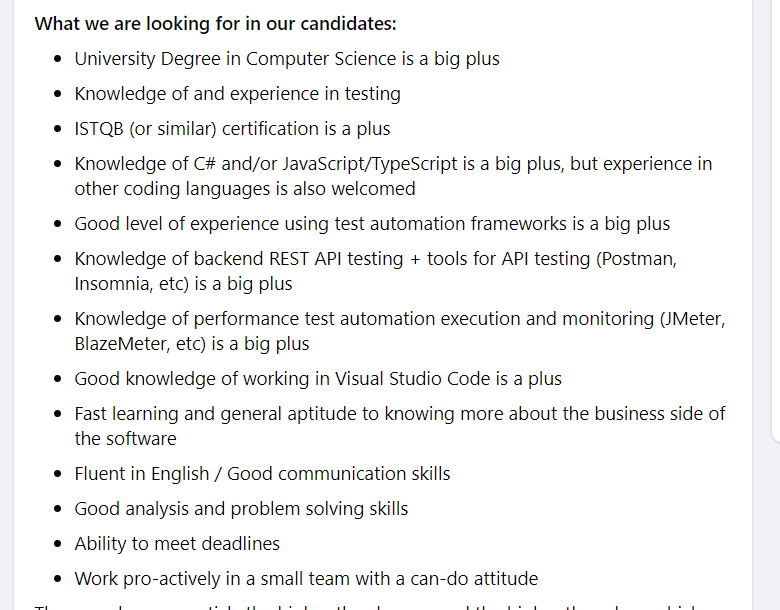 What we are looking for in our candidates:
University Degree in Computer Science is a big plus
Knowledge of and experience in testing
ISTQB (or similar) certification is a plus
Knowledge of C# and/or JavaScript/TypeScript is a big plus, but experience in
other coding languages is also welcomed
Good level of experience using test automation frameworks is a big plus
Knowledge of backend REST API testing + tools for API testing (Postman,
Insomnia, etc) is a big plus
Knowledge of performance test automation execution and monitoring (JMeter,
BlazeMeter, etc) is a big plus
Good knowledge of working in Visual Studio Code is a plus
Fast learning and general aptitude to knowing more about the business side of
the software
Fluent in English / Good communication skills
Good analysis and problem solving skills
Ability to meet deadlines
Work pro-actively in a small team with a can-do attitude